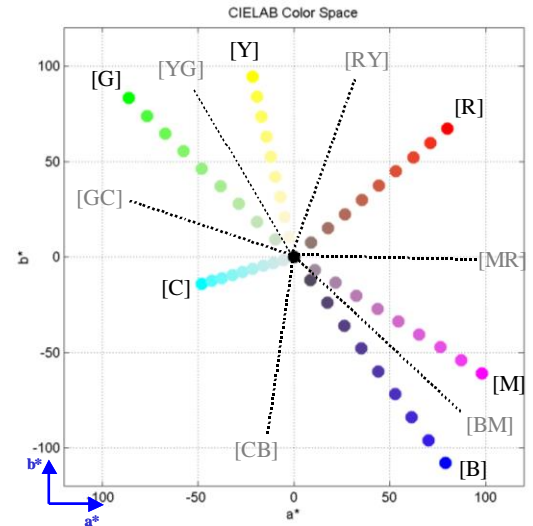 CIELAB Color Space
[Y]
[RY]
[YG]
[G]
100
[R]
50
[GC]
b*
0
[MR]
[C]
-50
[M]
[BM]
[CB]
-100
[B]
b*
a*
-100
-50
0
50
100
a*